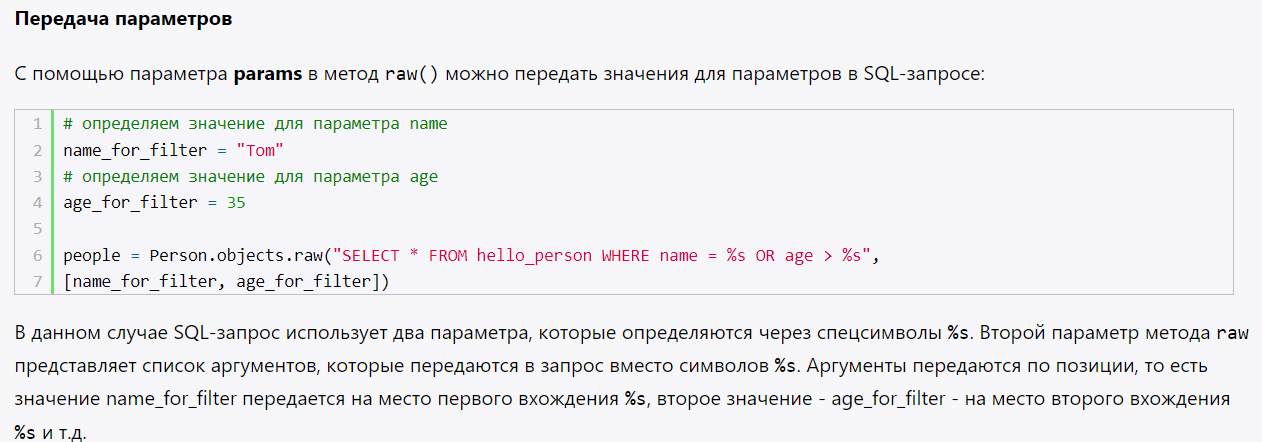 Передача параметров
С помощью параметра params в метод raw() можно передать значения для параметров в SQL-запросе:
1 # определяем значение для параметра name
2 name_for_filter = "Tom"
3 # определяем значение для параметра age
4 age_for_filter = 35
5
6 people = Person.objects.raw("SELECT * FROM hello_person WHERE name = %s OR age > %s",
7 [name_for_filter, age_for_filter])
В данном случае SQL-запрос использует два параметра, которые определяются через спецсимволы %s. Второй параметр метода raw
представляет список аргументов, которые передаются в запрос вместо символов %s. Аргументы передаются по позиции, то есть
значение name_for_filter передается на место первого вхождения %s, второе значение - age_for_filter - на место второго вхождения
%s и т.д.